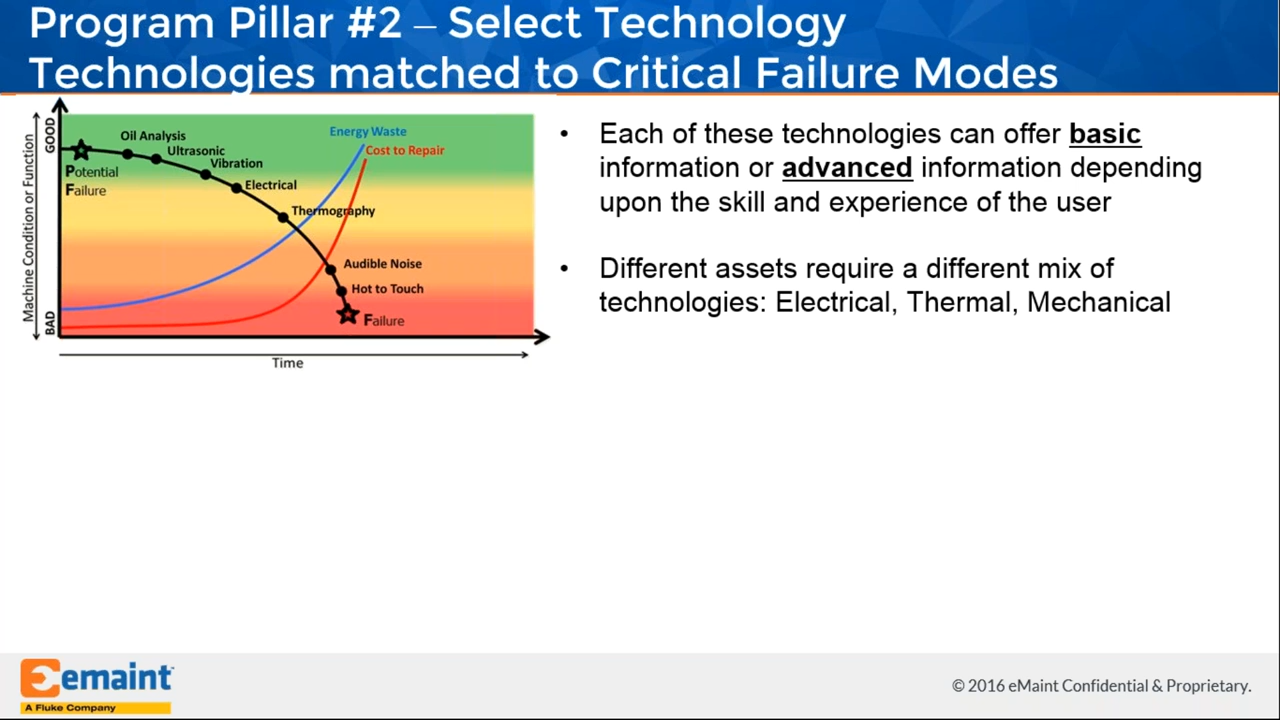 Program Pillar #2 – Select Technology
Technologies matched to Critical Failure Modes
Machine Condition or Function
GOOD
BAD
Potential
Failure
Oil Analysis
Ultrasonic
Vibration
Electrical
Thermography
Energy Waste
Cost to Repair
Audible Noise
Hot to Touch
Failure
Time
• Each of these technologies can offer basic
information or advanced information depending
upon the skill and experience of the user
• Different assets require a different mix of
technologies: Electrical, Thermal, Mechanical
emaint™
A Fluke Company
© 2016 eMaint Confidential & Proprietary.